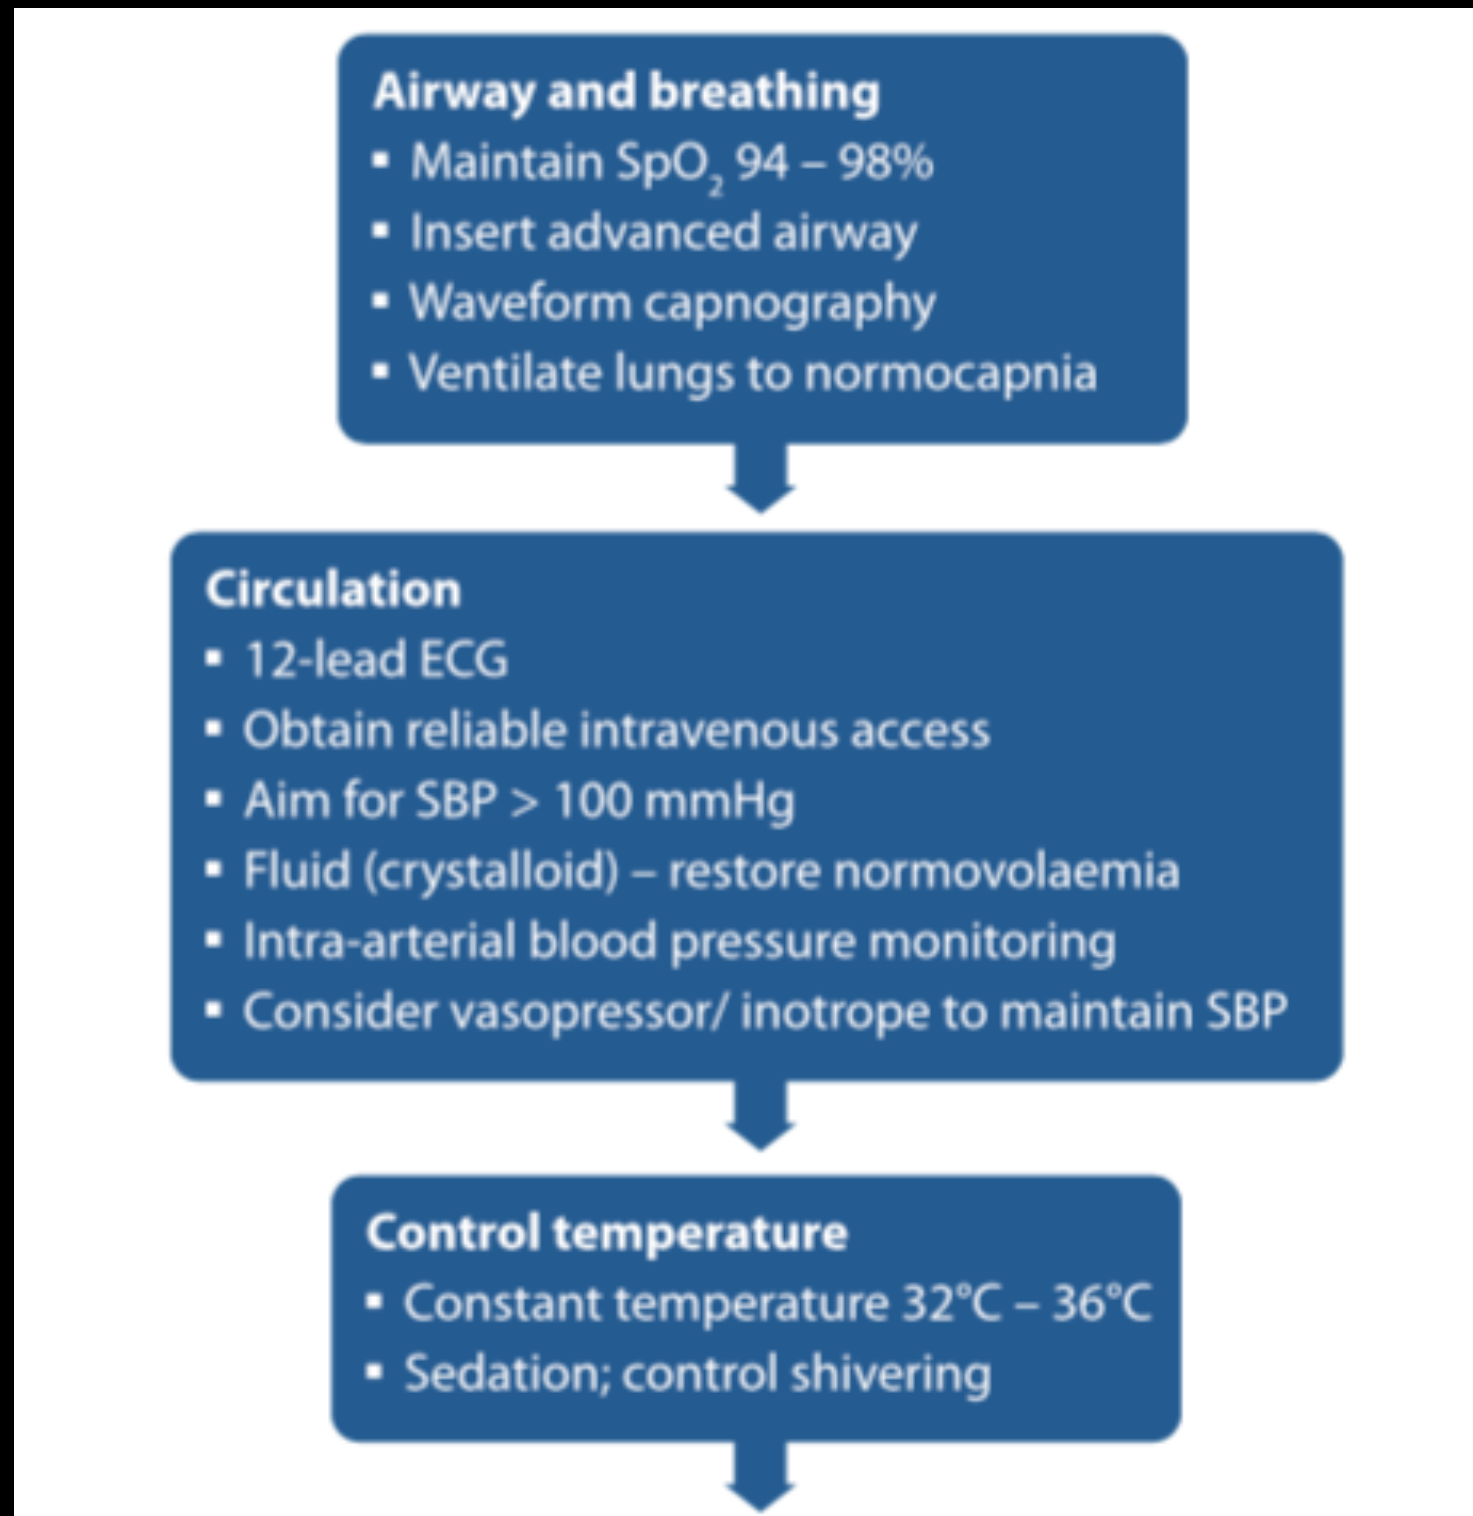 Airway and breathing
▪ Maintain SpO₂ 94 – 98%
▪ Insert advanced airway
▪ Waveform capnography
▪ Ventilate lungs to normocapnia
Circulation
▪ 12-lead ECG
▪ Obtain reliable intravenous access
▪ Aim for SBP > 100 mmHg
▪ Fluid (crystalloid) – restore normovolaemia
▪ Intra-arterial blood pressure monitoring
▪ Consider vasopressor/ inotrope to maintain SBP
Control temperature
▪ Constant temperature 32°C – 36°C
▪ Sedation; control shivering